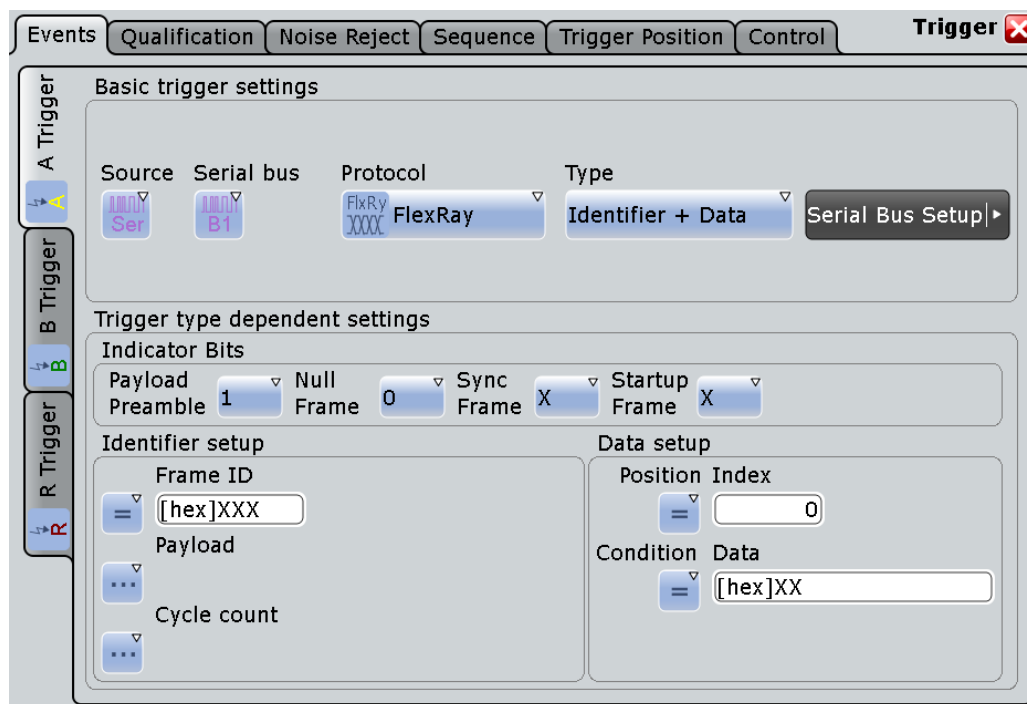 Events Qualification Noise Reject Sequence Trigger Position Control Trigger
A Trigger
A
B Trigger
B
R Trigger
R
Basic trigger settings
Source Serial bus Protocol Type
Ser B1 FlxRy XXXX FlexRay Identifier + Data Serial Bus Setup
Trigger type dependent settings
Indicator Bits
Payload Preamble 1 Null Frame 0 Sync Frame X Startup Frame X
Identifier setup
Frame ID
= [hex]XXX
Payload
...
Cycle count
...
Data setup
Position Index
= 0
Condition Data
= [hex]XX